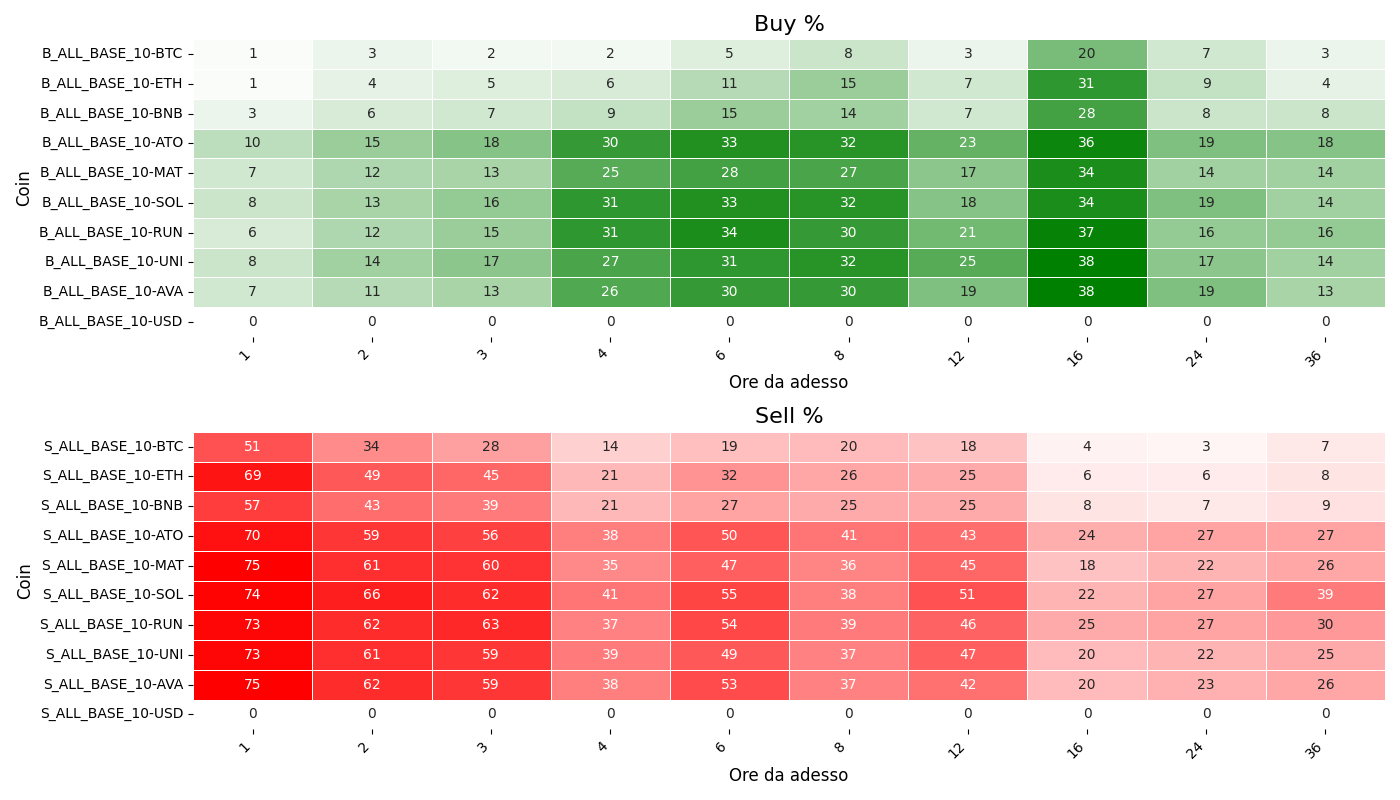 Buy %
Coin
B_ALL_BASE_10-BTC 1 3 2 2 5 8 3 20 7 3
B_ALL_BASE_10-ETH 1 4 5 6 11 15 7 31 9 4
B_ALL_BASE_10-BNB 3 6 7 9 15 14 7 28 8 8
B_ALL_BASE_10-ATO 10 15 18 30 33 32 23 36 19 18
B_ALL_BASE_10-MAT 7 12 13 25 28 27 17 34 14 14
B_ALL_BASE_10-SOL 8 13 16 31 33 32 18 34 19 14
B_ALL_BASE_10-RUN 6 12 15 31 34 30 21 37 16 16
B_ALL_BASE_10-UNI 8 14 17 27 31 32 25 38 17 14
B_ALL_BASE_10-AVA 7 11 13 26 30 30 19 38 19 13
B_ALL_BASE_10-USD 0 0 0 0 0 0 0 0 0 0
1 2 3 4 6 8 12 16 24 36
Ore da adesso
Sell %
Coin
S_ALL_BASE_10-BTC 51 34 28 14 19 20 18 4 3 7
S_ALL_BASE_10-ETH 69 49 45 21 32 26 25 6 6 8
S_ALL_BASE_10-BNB 57 43 39 21 27 25 25 8 7 9
S_ALL_BASE_10-ATO 70 59 56 38 50 41 43 24 27 27
S_ALL_BASE_10-MAT 75 61 60 35 47 36 45 18 22 26
S_ALL_BASE_10-SOL 74 66 62 41 55 38 51 22 27 39
S_ALL_BASE_10-RUN 73 62 63 37 54 39 46 25 27 30
S_ALL_BASE_10-UNI 73 61 59 39 49 37 47 20 22 25
S_ALL_BASE_10-AVA 75 62 59 38 53 37 42 20 23 26
S_ALL_BASE_10-USD 0 0 0 0 0 0 0 0 0 0
1 2 3 4 6 8 12 16 24 36
Ore da adesso